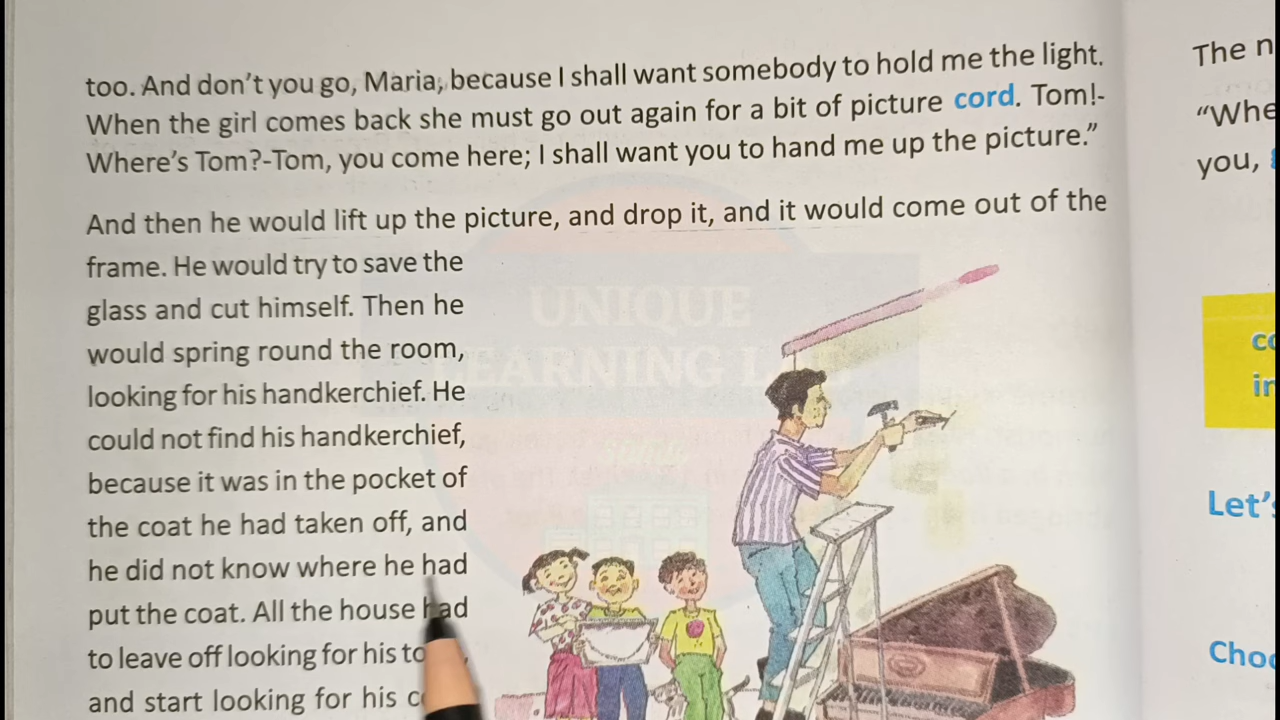 too. And don't you go, Maria, because I shall want somebody to hold me the light.
When the girl comes back she must go out again for a bit of picture cord. Tom!-
Where's Tom?-Tom, you come here; I shall want you to hand me up the picture."
And then he would lift up the picture, and drop it, and it would come out of the
frame. He would try to save the
glass and cut himself. Then he
would spring round the room,
looking for his handkerchief. He
could not find his handkerchief,
because it was in the pocket of
the coat he had taken off, and
he did not know where he had
put the coat. All the house had
to leave off looking for his
and start looking for his
UNIQUE
LEARNING
The
"Whe
you,
Let's